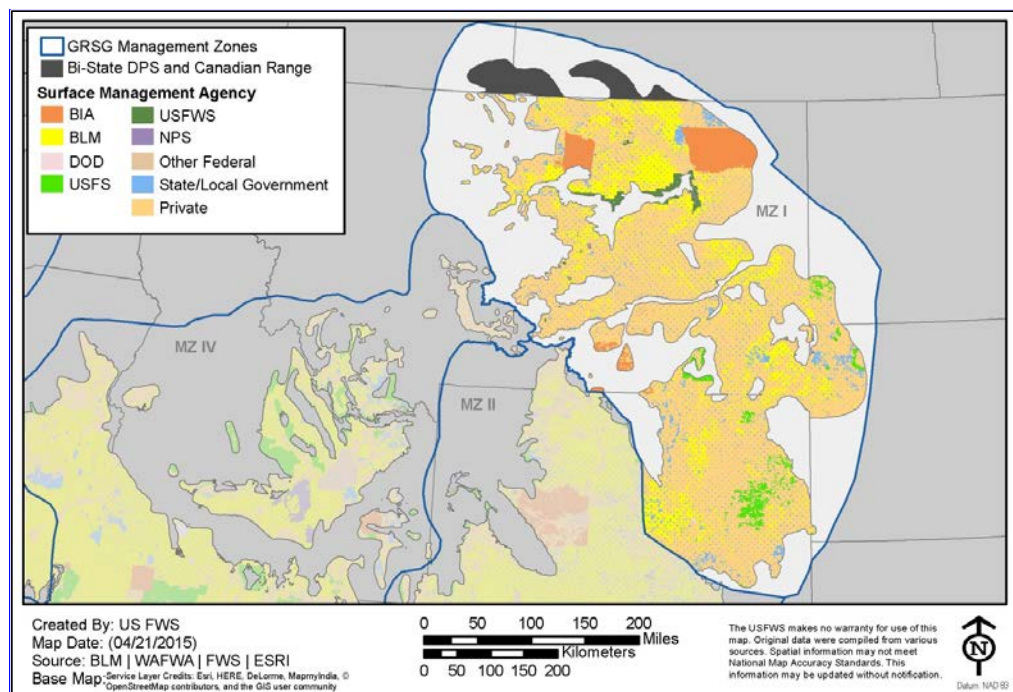 GRSG Management Zones
Bi-State DPS and Canadian Range
Surface Management Agency
BIA
BLM
DOD
USFS
USFWS
NPS
Other Federal
State/Local Government
Private
MZ I
MZ IV
MZ II
Created By: US FWS
Map Date: (04/21/2015)
Source: BLM | WAFWA | FWS | ESRI
Base Map: Service Layer Credits: Esri, HERE, DeLorme, MapmyIndia, ©
OpenStreetMap contributors, and the GIS user community
0 50 100 150 200
Miles
Kilometers
0 50 100 150 200
The USFWS makes no warranty for use of this
map. Original data were compiled from various
sources. Spatial information may not meet
National Map Accuracy Standards. This
information may be updated without notification.
N
Datum: NAD 83